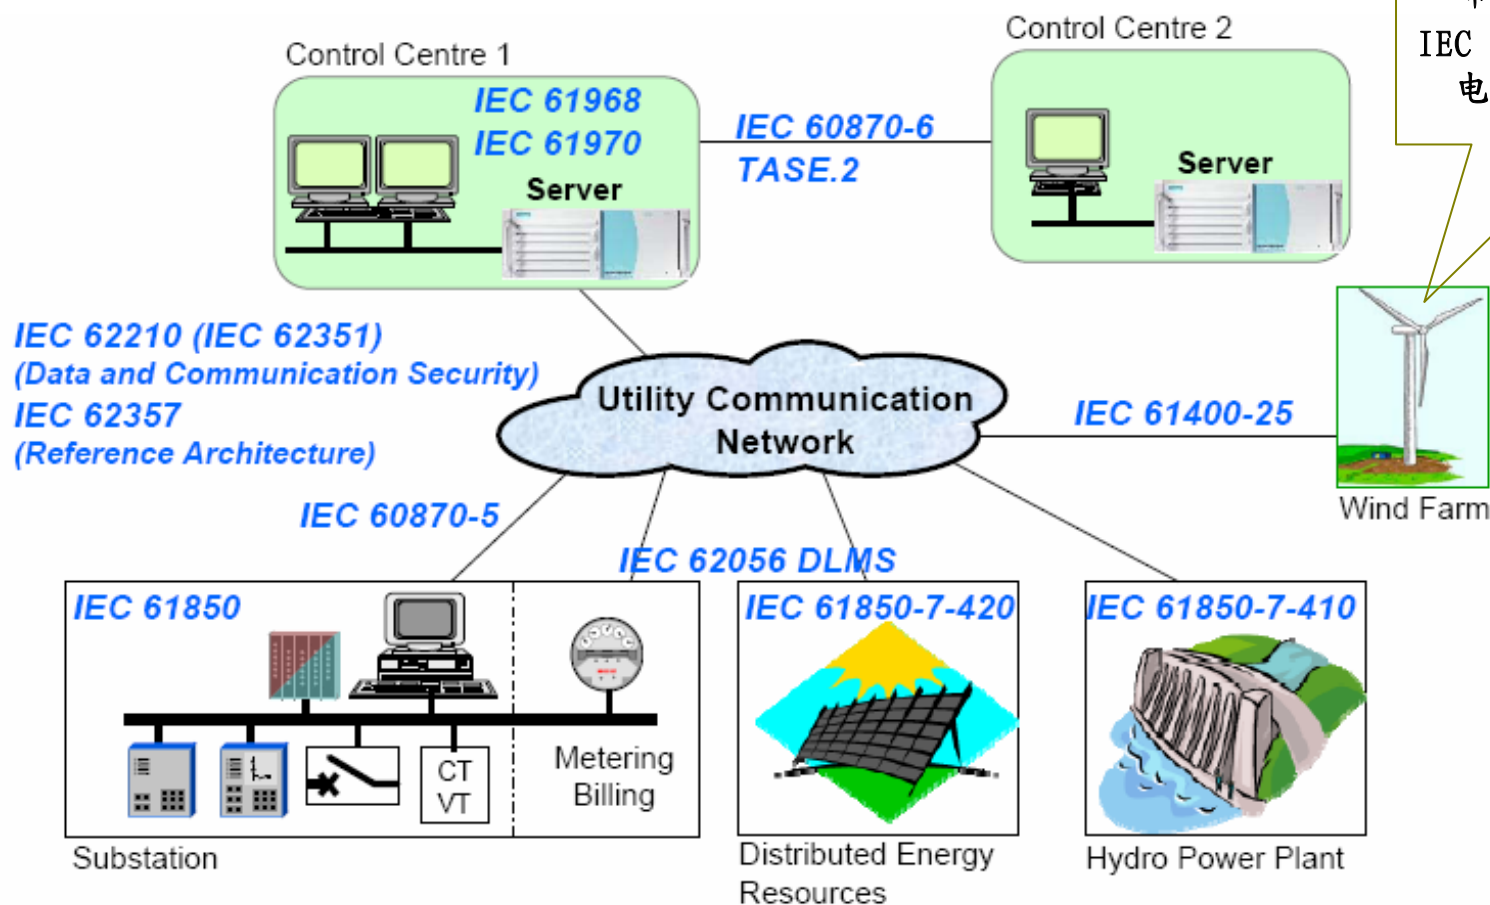 Control Centre 1
IEC 61968
IEC 61970
Server
IEC 60870-6
TASE.2
Control Centre 2
Server
IEC
电
IEC 62210 (IEC 62351)
(Data and Communication Security)
IEC 62357
(Reference Architecture)
Utility Communication
Network
IEC 61400-25
Wind Farm
IEC 60870-5
IEC 62056 DLMS
IEC 61850
CT
VT
Metering
Billing
Substation
IEC 61850-7-420
Distributed Energy
Resources
IEC 61850-7-410
Hydro Power Plant